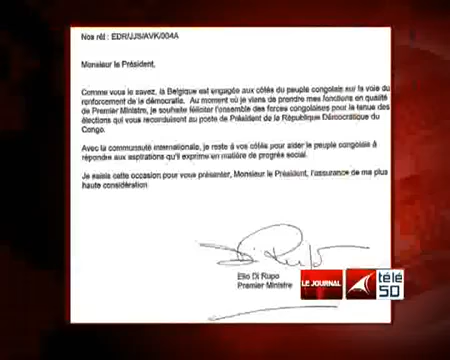 Nos réf : EDR/JJS/AVK/004A
Monsieur le Président,
Comme vous le savez, la Belgique est engagée aux côtés du peuple congolais sur la voie du
renforcement de la démocratie. Au moment où je viens de prendre mes fonctions en qualité
de Premier Ministre, je souhaite féliciter l'ensemble des forces congolaises pour la tenue des
élections qui vous reconduisent au poste de Président de la République Démocratique du
Congo.
Avec la communauté internationale, je reste à vos côtés pour aider le peuple congolais à
répondre aux aspirations qu'il exprime en matière de progrès social.
Je saisis cette occasion pour vous présenter, Monsieur le Président, l'assurance de ma plus
haute considération
Di Rupo
Elio Di Rupo
Premier Ministre
LE JOURNAL
télé
50